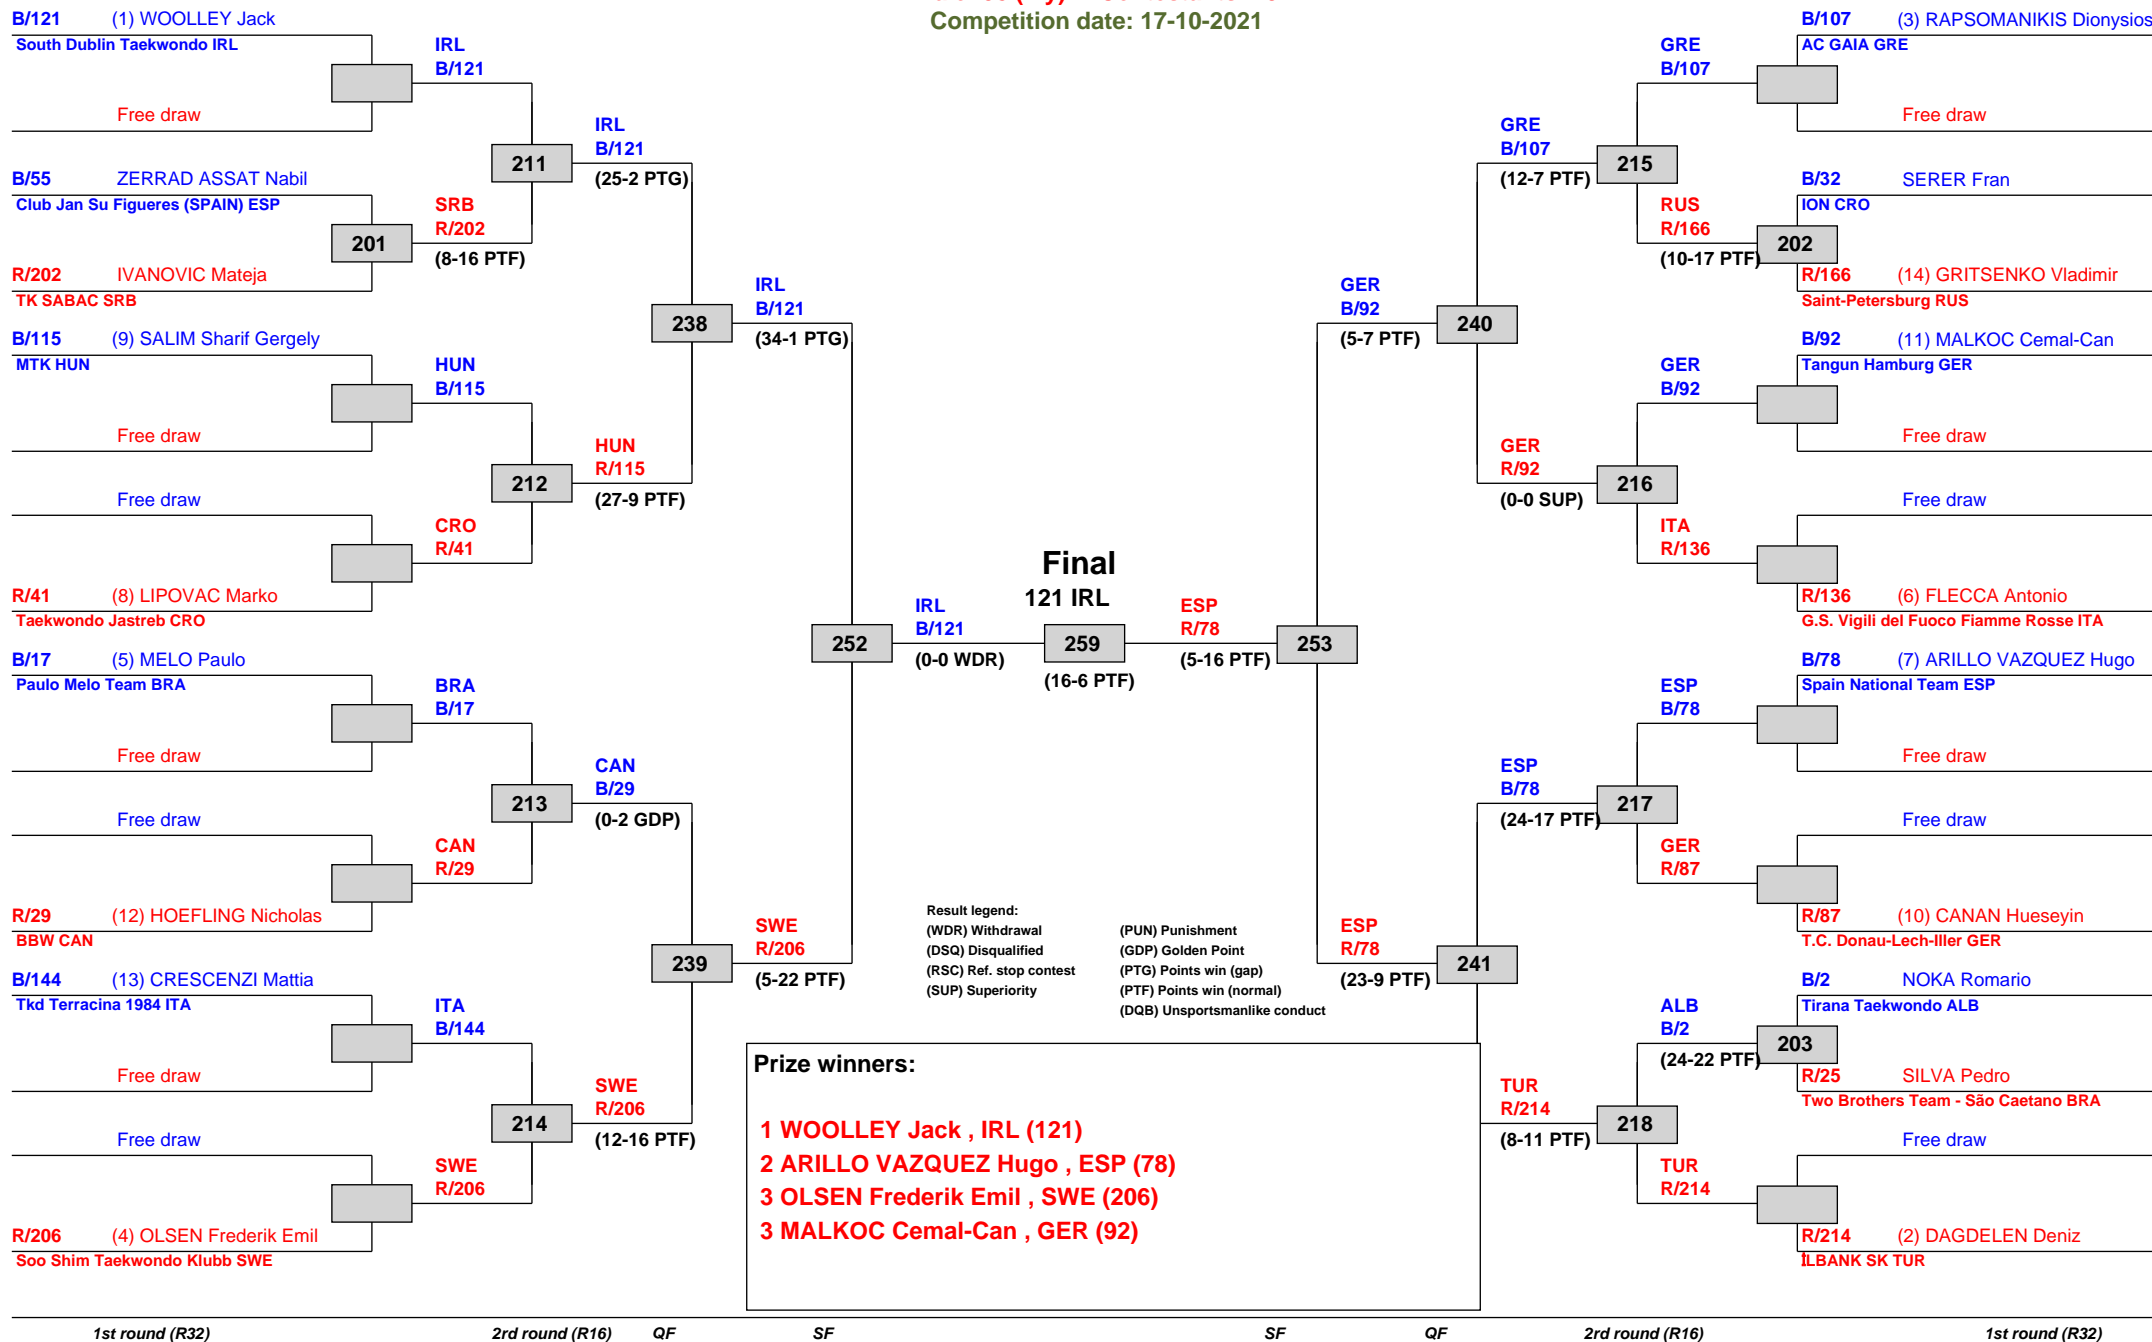 Competition date: 17-10-2021
B/121 (1) WOOLLEY Jack
South Dublin Taekwondo IRL
Free draw
B/55 ZERRAD ASSAT Nabil
Club Jan Su Figueres (SPAIN) ESP
201
R/202 IVANOVIC Mateja
TK SABAC SRB
B/115 (9) SALIM Sharif Gergely
MTK HUN
Free draw
Free draw
R/41 (8) LIPOVAC Marko
Taekwondo Jastreb CRO
B/17 (5) MELO Paulo
Paulo Melo Team BRA
Free draw
Free draw
R/29 (12) HOEFLING Nicholas
BBW CAN
B/144 (13) CRESCENZI Mattia
Tkd Terracina 1984 ITA
Free draw
Free draw
R/206 (4) OLSEN Frederik Emil
Soo Shim Taekwondo Klubb SWE
IRL
B/121
211
SRB
R/202
(8-16 PTF)
HUN
B/115
212
CRO
R/41
BRA
B/17
213
CAN
R/29
ITA
B/144
214
SWE
R/206
IRL
B/121
(25-2 PTG)
238
HUN
R/115
(27-9 PTF)
CAN
B/29
(0-2 GDP)
239
SWE
R/206
(12-16 PTF)
IRL
B/121
(34-1 PTG)
252
SWE
R/206
(5-22 PTF)
IRL
B/121
(0-0 WDR)
Final
121 IRL
259
(16-6 PTF)
ESP
R/78
(5-16 PTF)
253
GER
B/92
(5-7 PTF)
240
ESP
R/78
(23-9 PTF)
241
GRE
B/107
(12-7 PTF)
215
GER
R/92
(0-0 SUP)
216
ESP
B/78
(24-17 PTF)
217
TUR
R/214
(8-11 PTF)
218
GRE
B/107
RUS
R/166
(10-17 PTF)
202
GER
B/92
ITA
R/136
ESP
B/78
GER
R/87
ALB
B/2
(24-22 PTF)
203
TUR
R/214
B/107 (3) RAPSOMANIKIS Dionysios
AC GAIA GRE
Free draw
B/32 SERER Fran
ION CRO
R/166 (14) GRITSENKO Vladimir
Saint-Petersburg RUS
B/92 (11) MALKOC Cemal-Can
Tangun Hamburg GER
Free draw
Free draw
R/136 (6) FLECCA Antonio
G.S. Vigili del Fuoco Fiamme Rosse ITA
B/78 (7) ARILLO VAZQUEZ Hugo
Spain National Team ESP
Free draw
Free draw
R/87 (10) CANAN Hueseyin
T.C. Donau-Lech-Iller GER
B/2 NOKA Romario
Tirana Taekwondo ALB
R/25 SILVA Pedro
Two Brothers Team - São Caetano BRA
Free draw
R/214 (2) DAGDELEN Deniz
İLBANK SK TUR
Result legend:
(WDR) Withdrawal (PUN) Punishment
(DSQ) Disqualified (GDP) Golden Point
(RSC) Ref. stop contest (PTG) Points win (gap)
(SUP) Superiority (PTF) Points win (normal)
(DQB) Unsportsmanlike conduct
Prize winners:
1 WOOLLEY Jack , IRL (121)
2 ARILLO VAZQUEZ Hugo , ESP (78)
3 OLSEN Frederik Emil , SWE (206)
3 MALKOC Cemal-Can , GER (92)
1st round (R32) 2rd round (R16) QF SF SF QF 2rd round (R16) 1st round (R32)